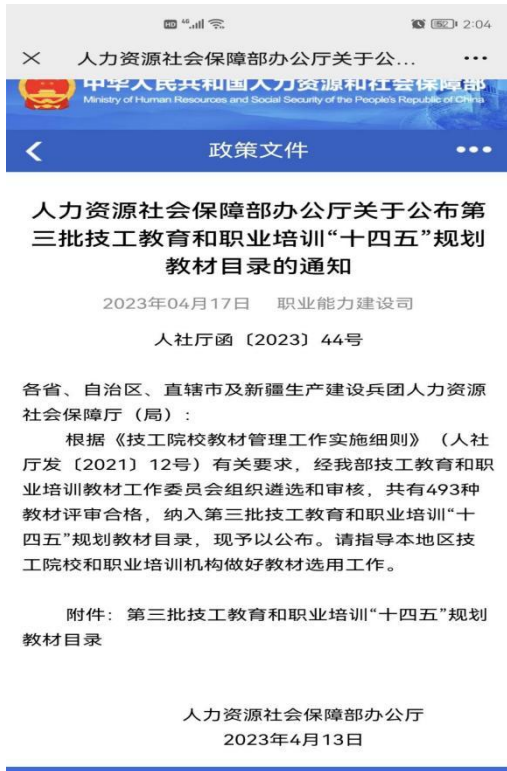 HD 4G 52 2:04
人力资源社会保障部办公厅关于公...
中华人民共和国人力资源和社会保障部
Ministry of Human Resources and Social Security of the People's Republic of China
政策文件
人力资源社会保障部办公厅关于公布第
三批技工教育和职业培训“十四五”规划
教材目录的通知
2023年04月17日 职业能力建设司
人社厅函〔2023〕44号
各省、自治区、直辖市及新疆生产建设兵团人力资源
社会保障厅（局）:
根据《技工院校教材管理工作实施细则》（人社
厅发〔2021〕12号）有关要求，经我部技工教育和职
业培训教材工作委员会组织遴选和审核，共有493种
教材评审合格，纳入第三批技工教育和职业培训“十
四五”规划教材目录，现予以公布。请指导本地区技
工院校和职业培训机构做好教材选用工作。
附件: 第三批技工教育和职业培训“十四五”规划
教材目录
人力资源社会保障部办公厅
2023年4月13日